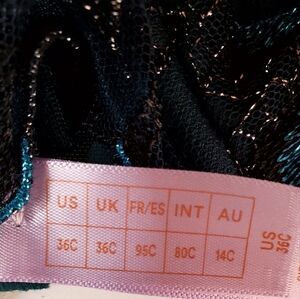 US UK FR/ES INT AU
36C 36C 95C 80C 14C
US
36C